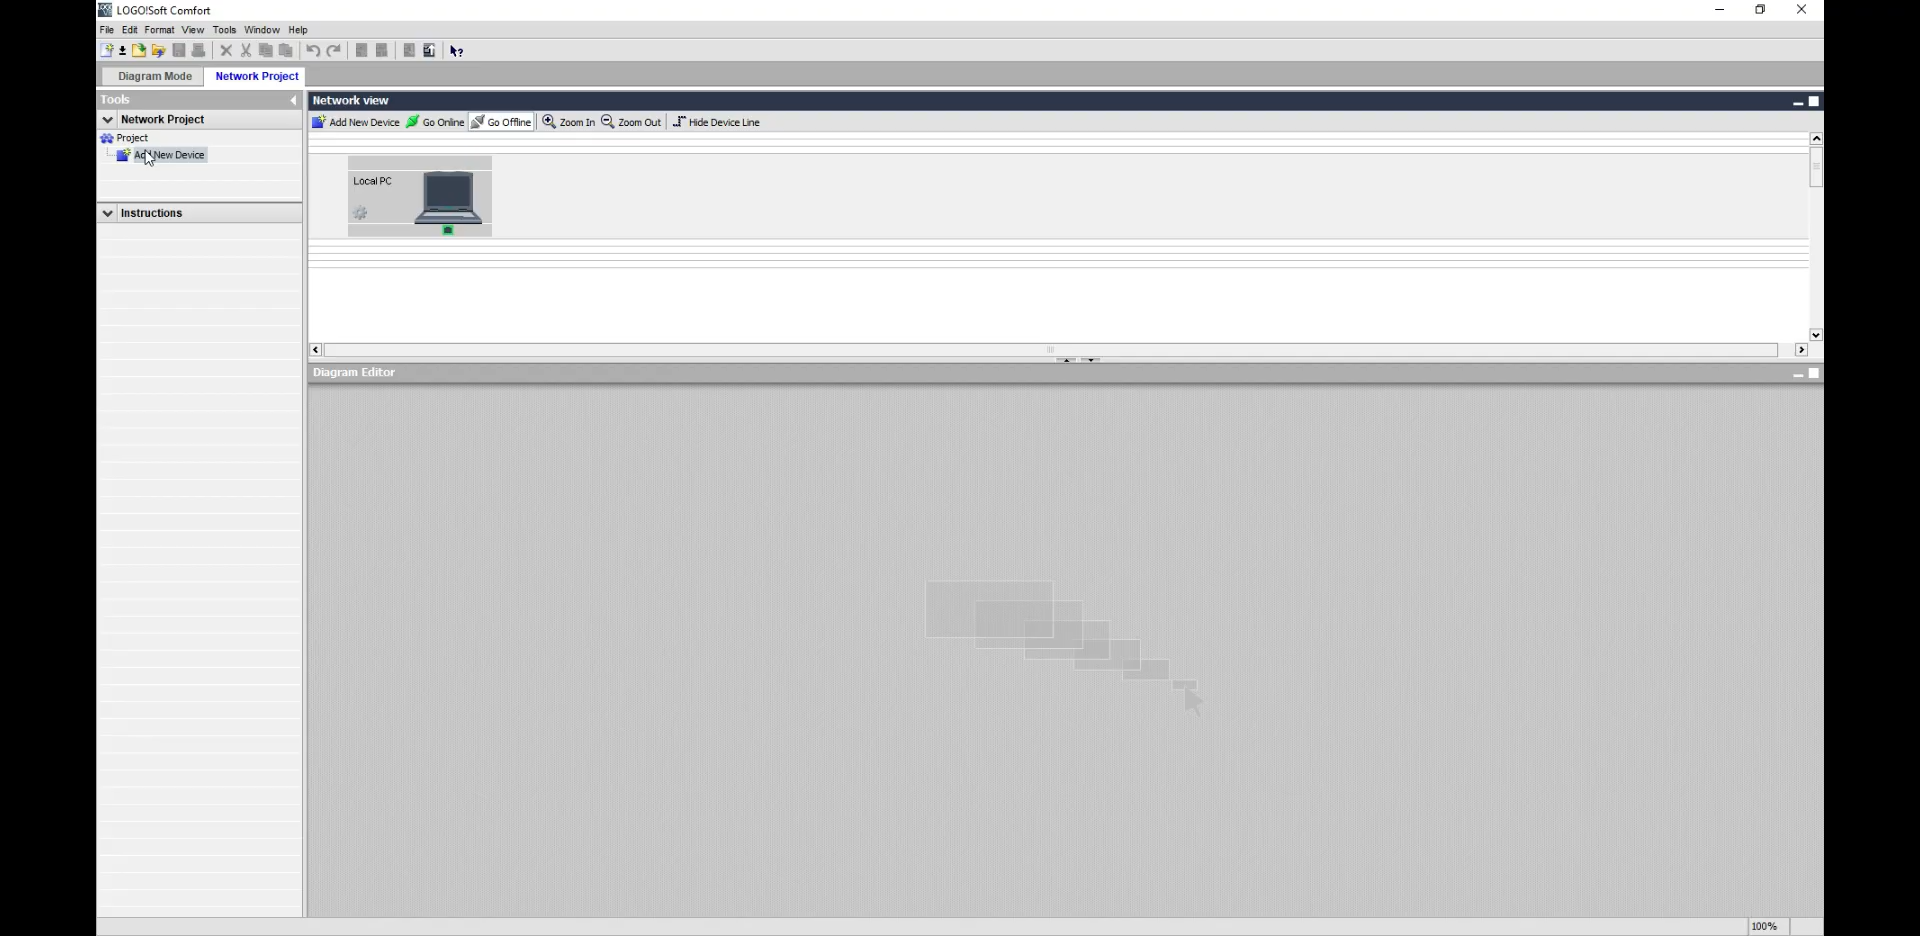 LOGO!Soft Comfort
File Edit Format View Tools Window Help
Diagram Mode Network Project
Tools
Network view
Network Project
Add New Device Go Online Go Offline Zoom In Zoom Out Hide Device Line
Project
Add New Device
Local PC
Instructions
Diagram Editor
100%